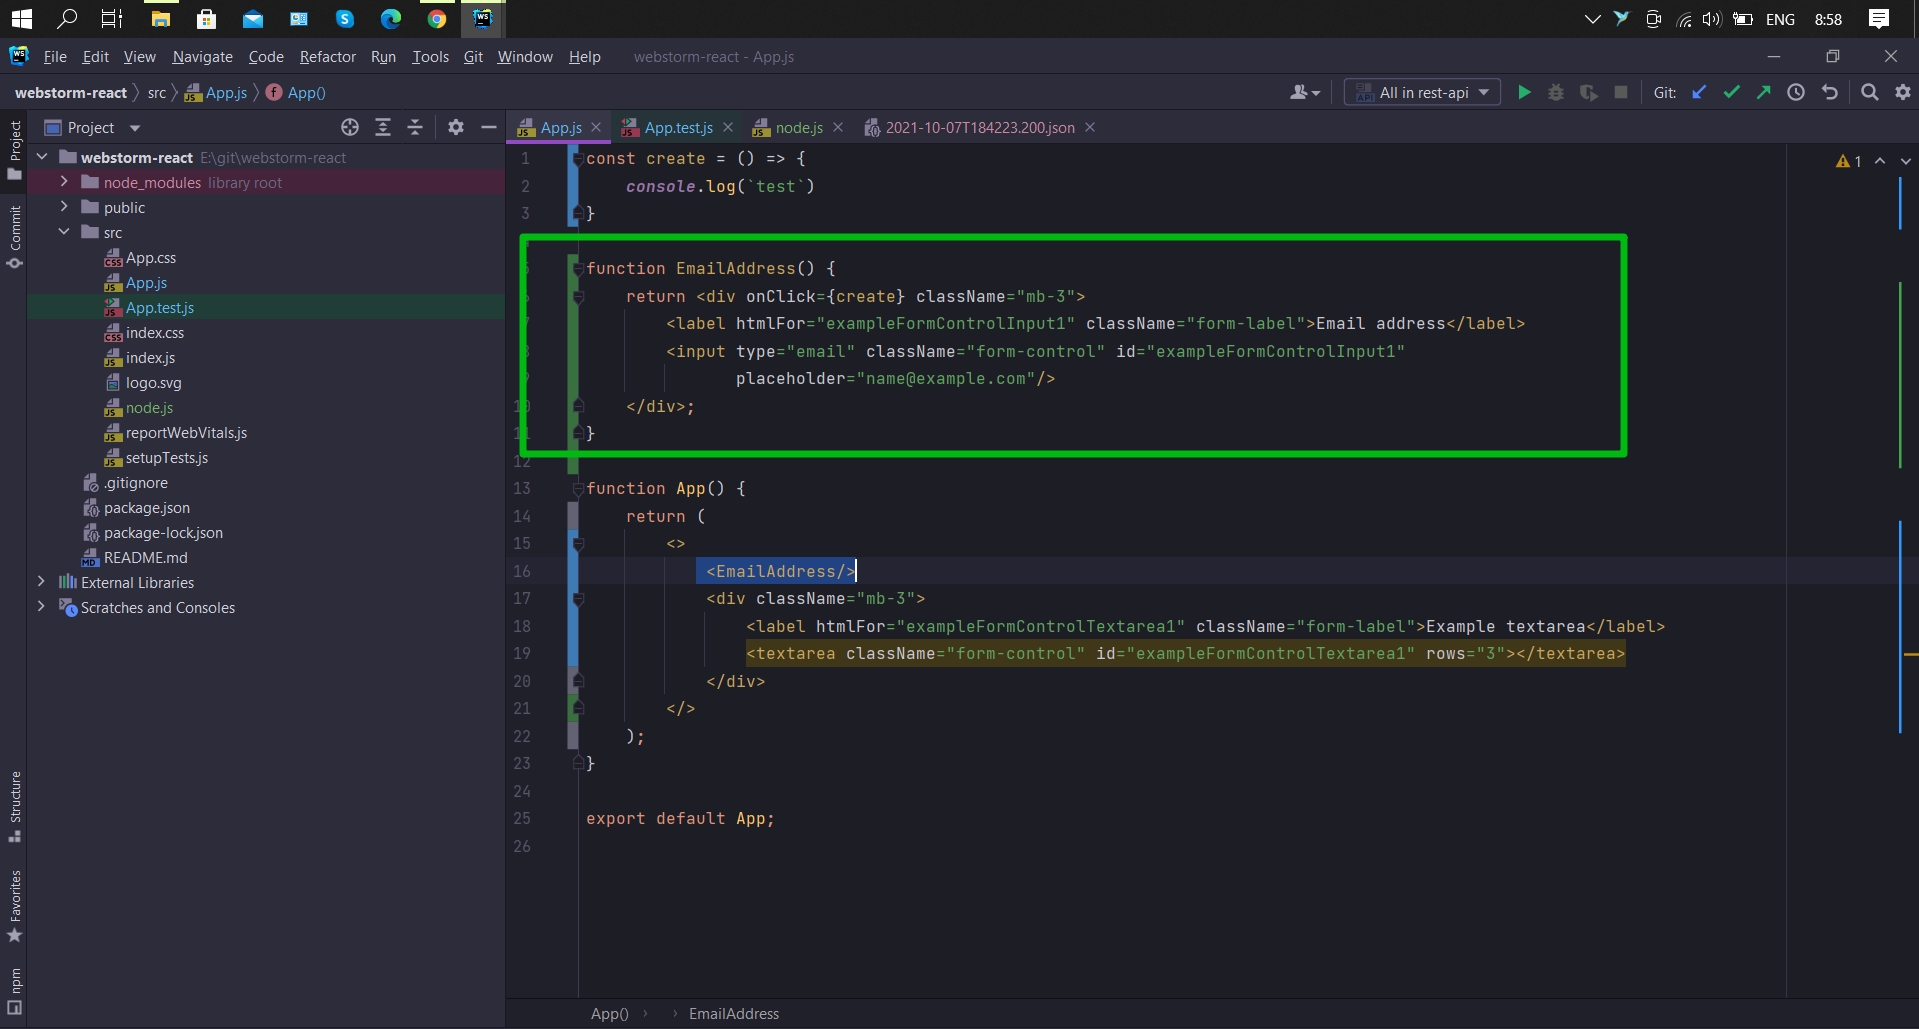 ENG 8:58
File Edit View Navigate Code Refactor Run Tools Git Window Help webstorm-react - App.js
webstorm-react src App.js App() All in rest-api Git:
Project App.js App.test.js node.js 2021-10-07T184223.200.json
Project
Commit
Structure
Favorites
npm
webstorm-react E:\git\webstorm-react
node_modules library root
public
src
App.css
App.js
App.test.js
index.css
index.js
logo.svg
node.js
reportWebVitals.js
setupTests.js
.gitignore
package.json
package-lock.json
README.md
External Libraries
Scratches and Consoles
1
1 const create = () => {
2 console.log(`test`)
3 }
5 function EmailAddress() {
return <div onClick={create} className="mb-3">
7 <label htmlFor="exampleFormControlInput1" className="form-label">Email address</label>
8 <input type="email" className="form-control" id="exampleFormControlInput1"
placeholder="name@example.com"/>
10 </div>;
11 }
12
13 function App() {
14 return (
15 <>
16 <EmailAddress/>
17 <div className="mb-3">
18 <label htmlFor="exampleFormControlTextarea1" className="form-label">Example textarea</label>
19 <textarea className="form-control" id="exampleFormControlTextarea1" rows="3"></textarea>
20 </div>
21 </>
22 );
23 }
24
25 export default App;
26
App() EmailAddress